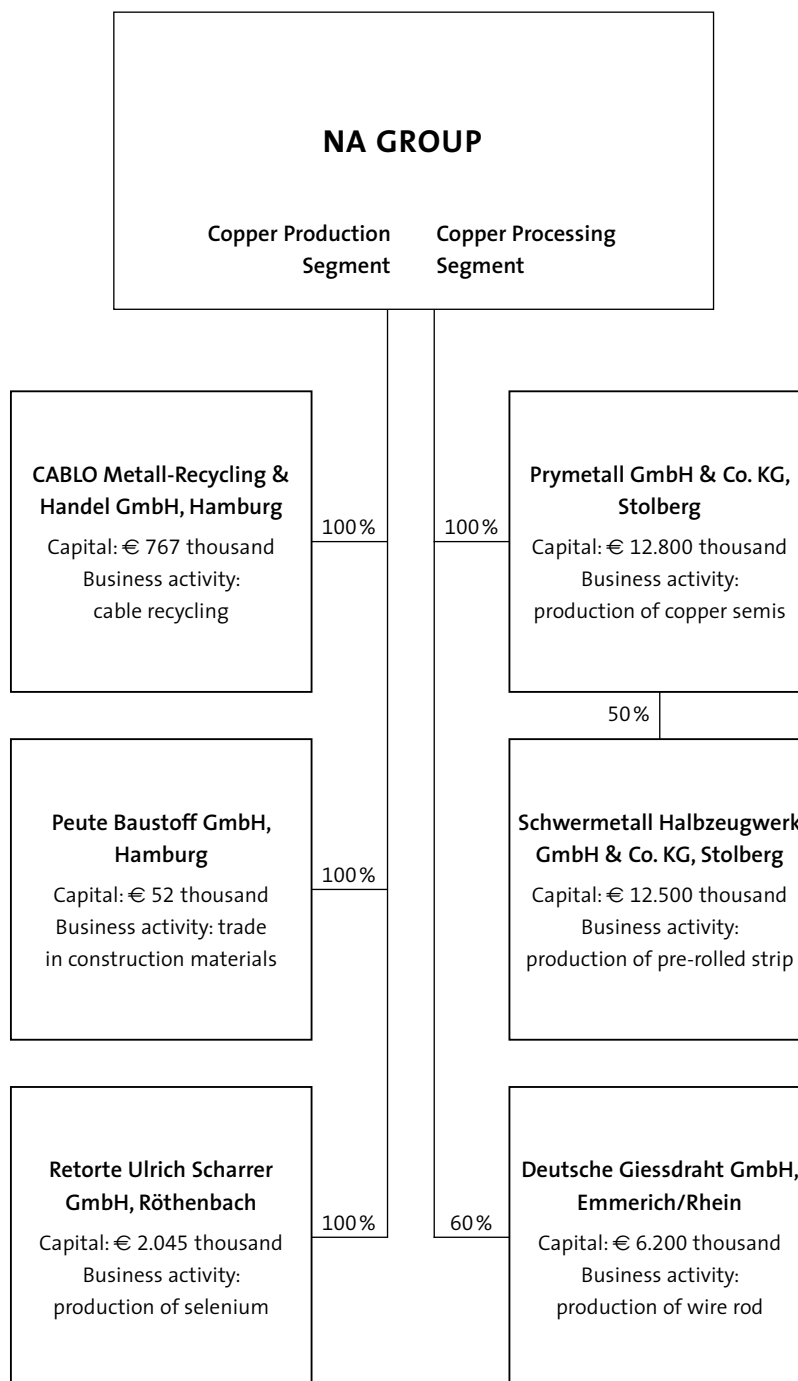 NA GROUP
Copper Production
Segment
Copper Processing
Segment
CABLO Metall-Recycling &
Handel GmbH, Hamburg
Capital: € 767 thousand
Business activity:
cable recycling
100%
100%
Prymetall GmbH & Co. KG,
Stolberg
Capital: € 12.800 thousand
Business activity:
production of copper semis
50%
Peute Baustoff GmbH,
Hamburg
Capital: € 52 thousand
Business activity: trade
in construction materials
100%
Schwermetall Halbzeugwerk
GmbH & Co. KG, Stolberg
Capital: € 12.500 thousand
Business activity:
production of pre-rolled strip
Retorte Ulrich Scharrer
GmbH, Röthenbach
Capital: € 2.045 thousand
Business activity:
production of selenium
100%
60%
Deutsche Giessdraht GmbH,
Emmerich/Rhein
Capital: € 6.200 thousand
Business activity:
production of wire rod